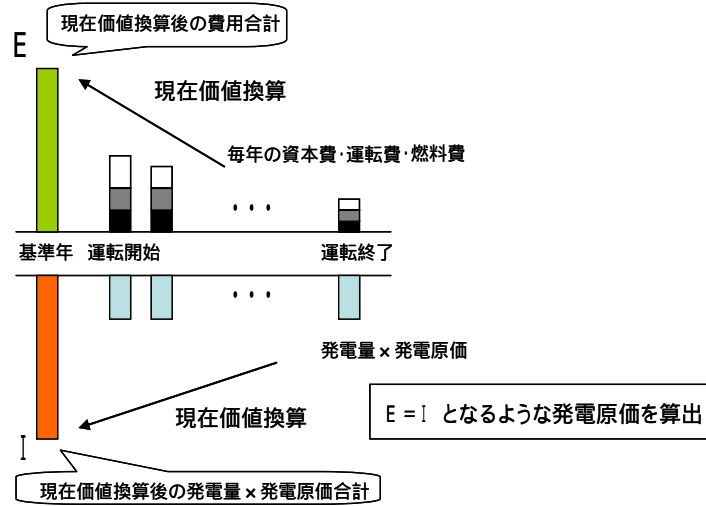 現在価値換算後の費用合計
E
現在価値換算
毎年の資本費･運転費･燃料費
･･･
基準年 運転開始 運転終了
･･･
発電量×発電原価
現在価値換算
E＝I となるような発電原価を算出
I
現在価値換算後の発電量×発電原価合計